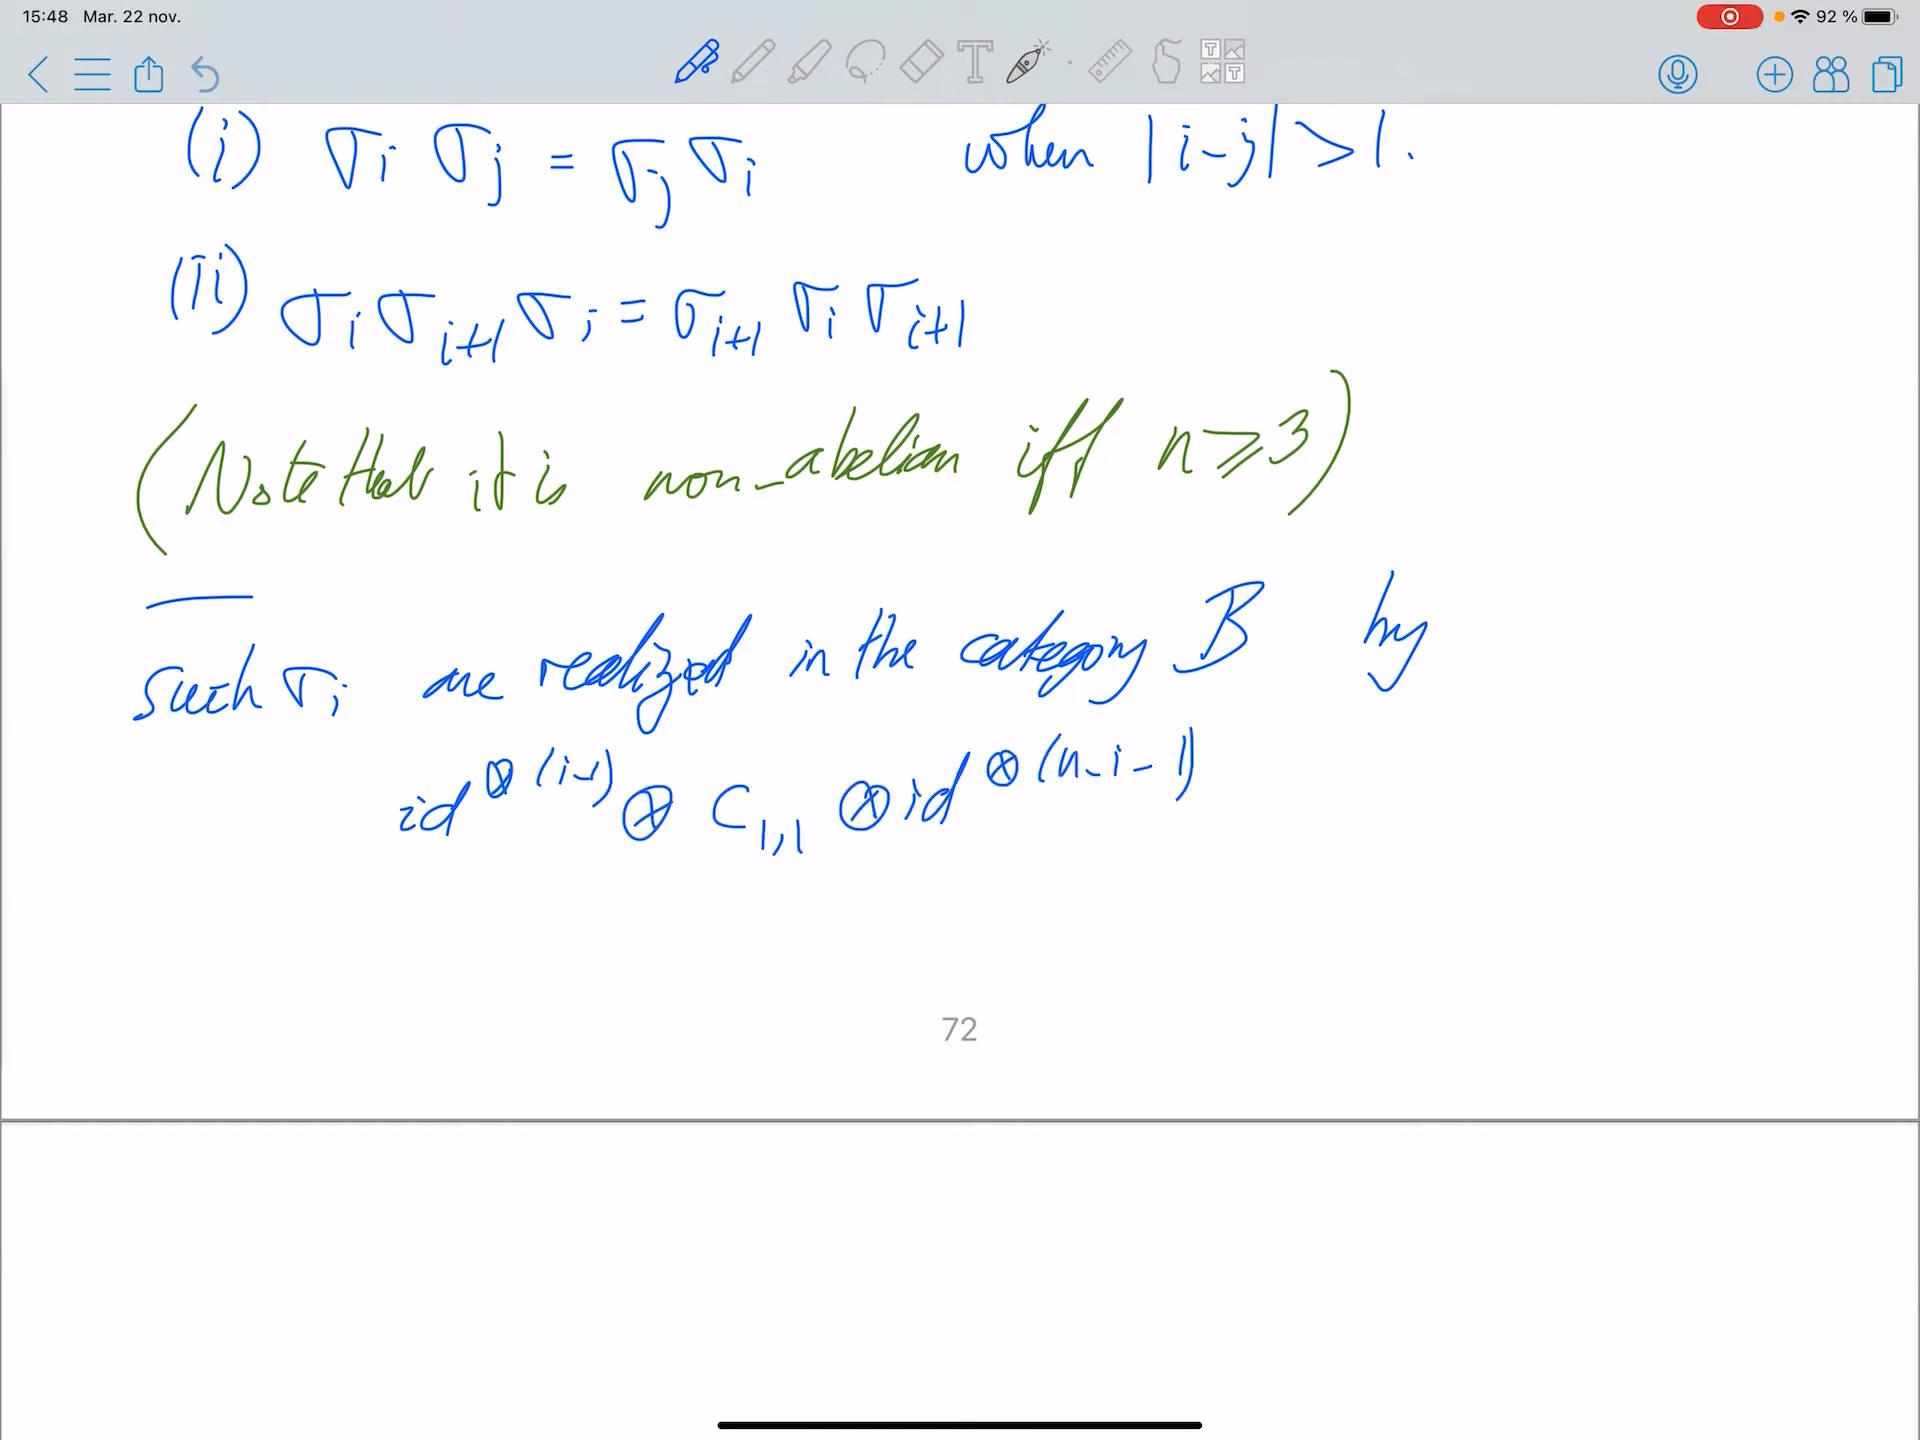 15:48 Mar. 22 nov. 92 %
(i) σi σj = σj σi when |i-j| > 1.
(ii) σi σi+1 σi = σi+1 σi σi+1
(Note that it is non-abelian iff n ⩾ 3)
such σi are realized in the category B by
id^⊗(i-1) ⊗ C1,1 ⊗ id^⊗(n-i-1)
72